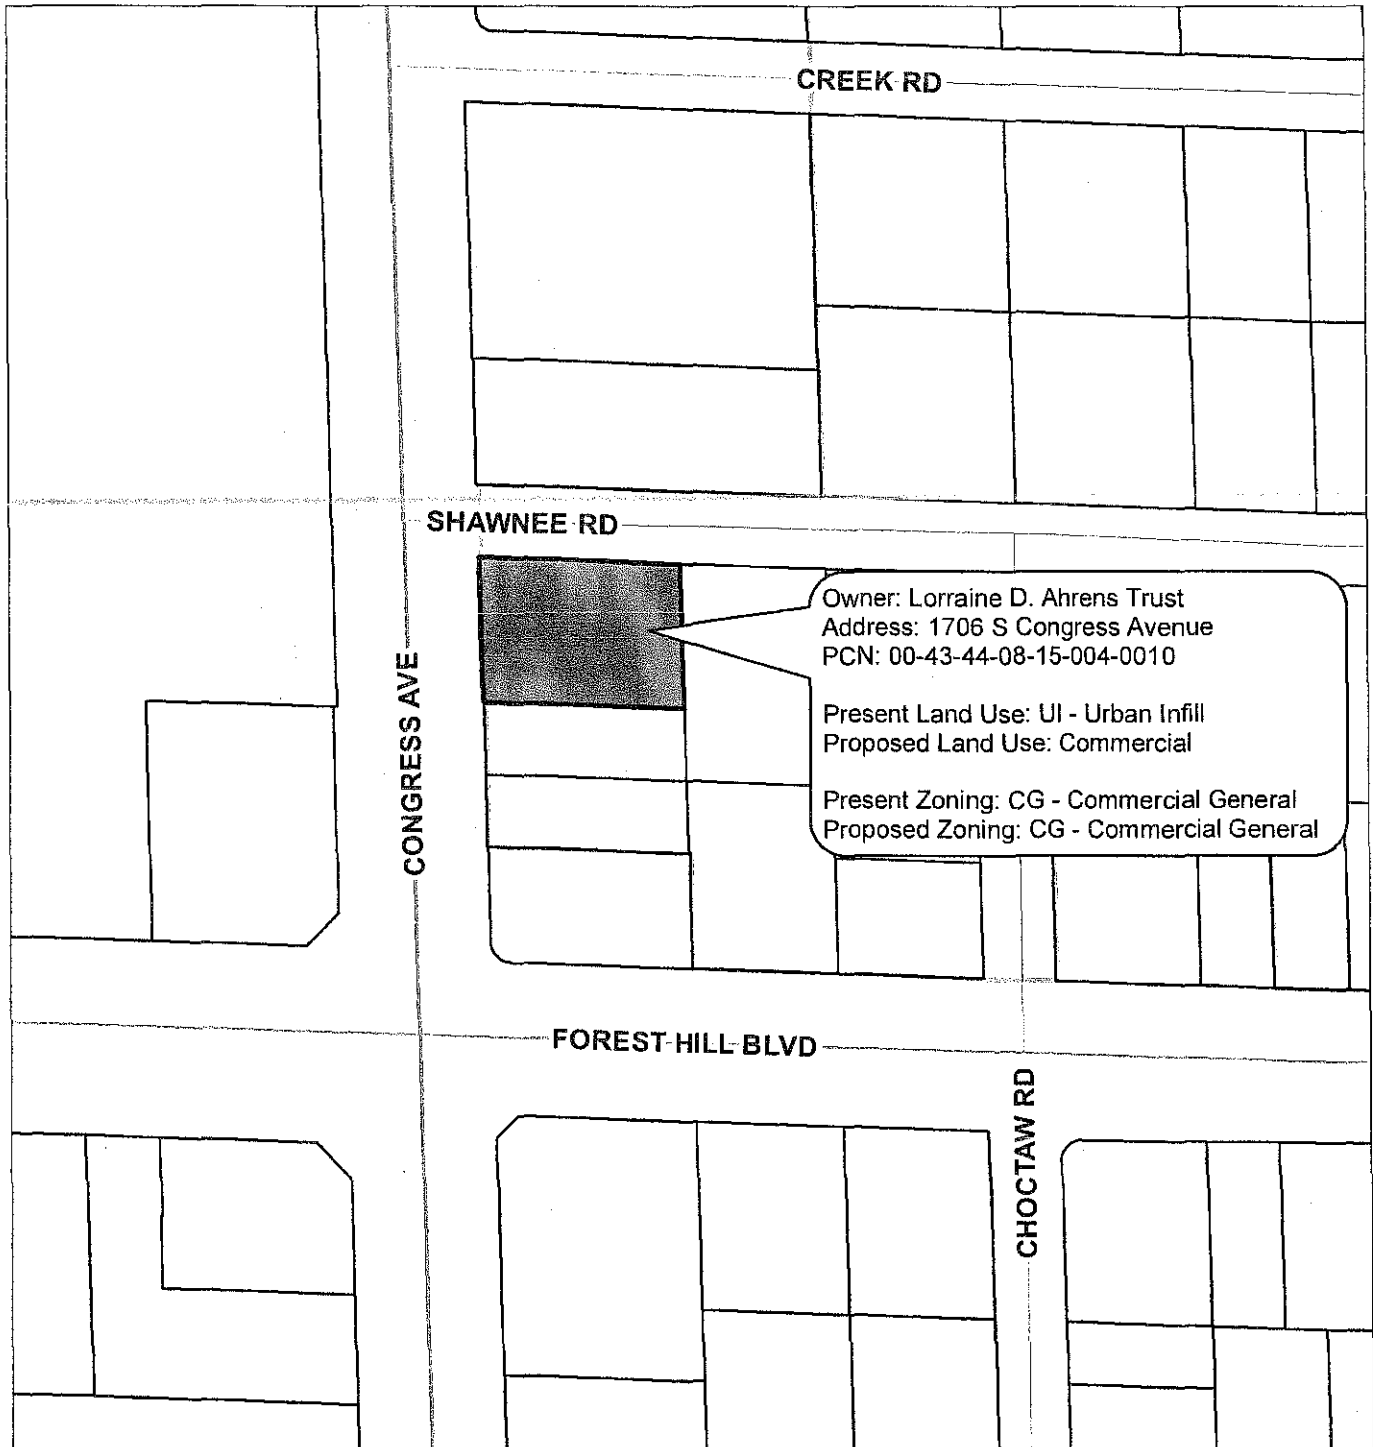 CREEK RD
SHAWNEE RD
Owner: Lorraine D. Ahrens Trust
Address: 1706 S Congress Avenue
PCN: 00-43-44-08-15-004-0010
Present Land Use: UI - Urban Infill
Proposed Land Use: Commercial
Present Zoning: CG - Commercial General
Proposed Zoning: CG - Commercial General
CONGRESS AVE
FOREST HILL BLVD
CHOCTAW RD